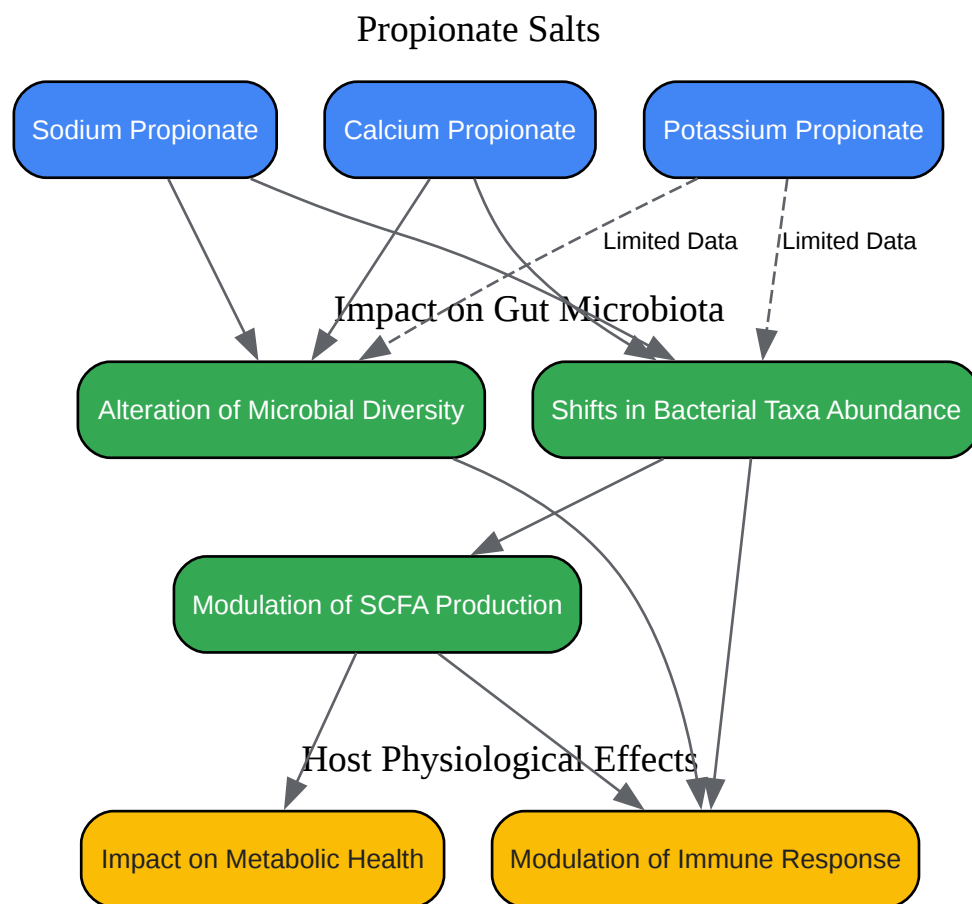 Propionate Salts
Sodium Propionate
Calcium Propionate
Potassium Propionate
Limited Data
Limited Data
Impact on Gut Microbiota
Alteration of Microbial Diversity
Shifts in Bacterial Taxa Abundance
Modulation of SCFA Production
Host Physiological Effects
Impact on Metabolic Health
Modulation of Immune Response